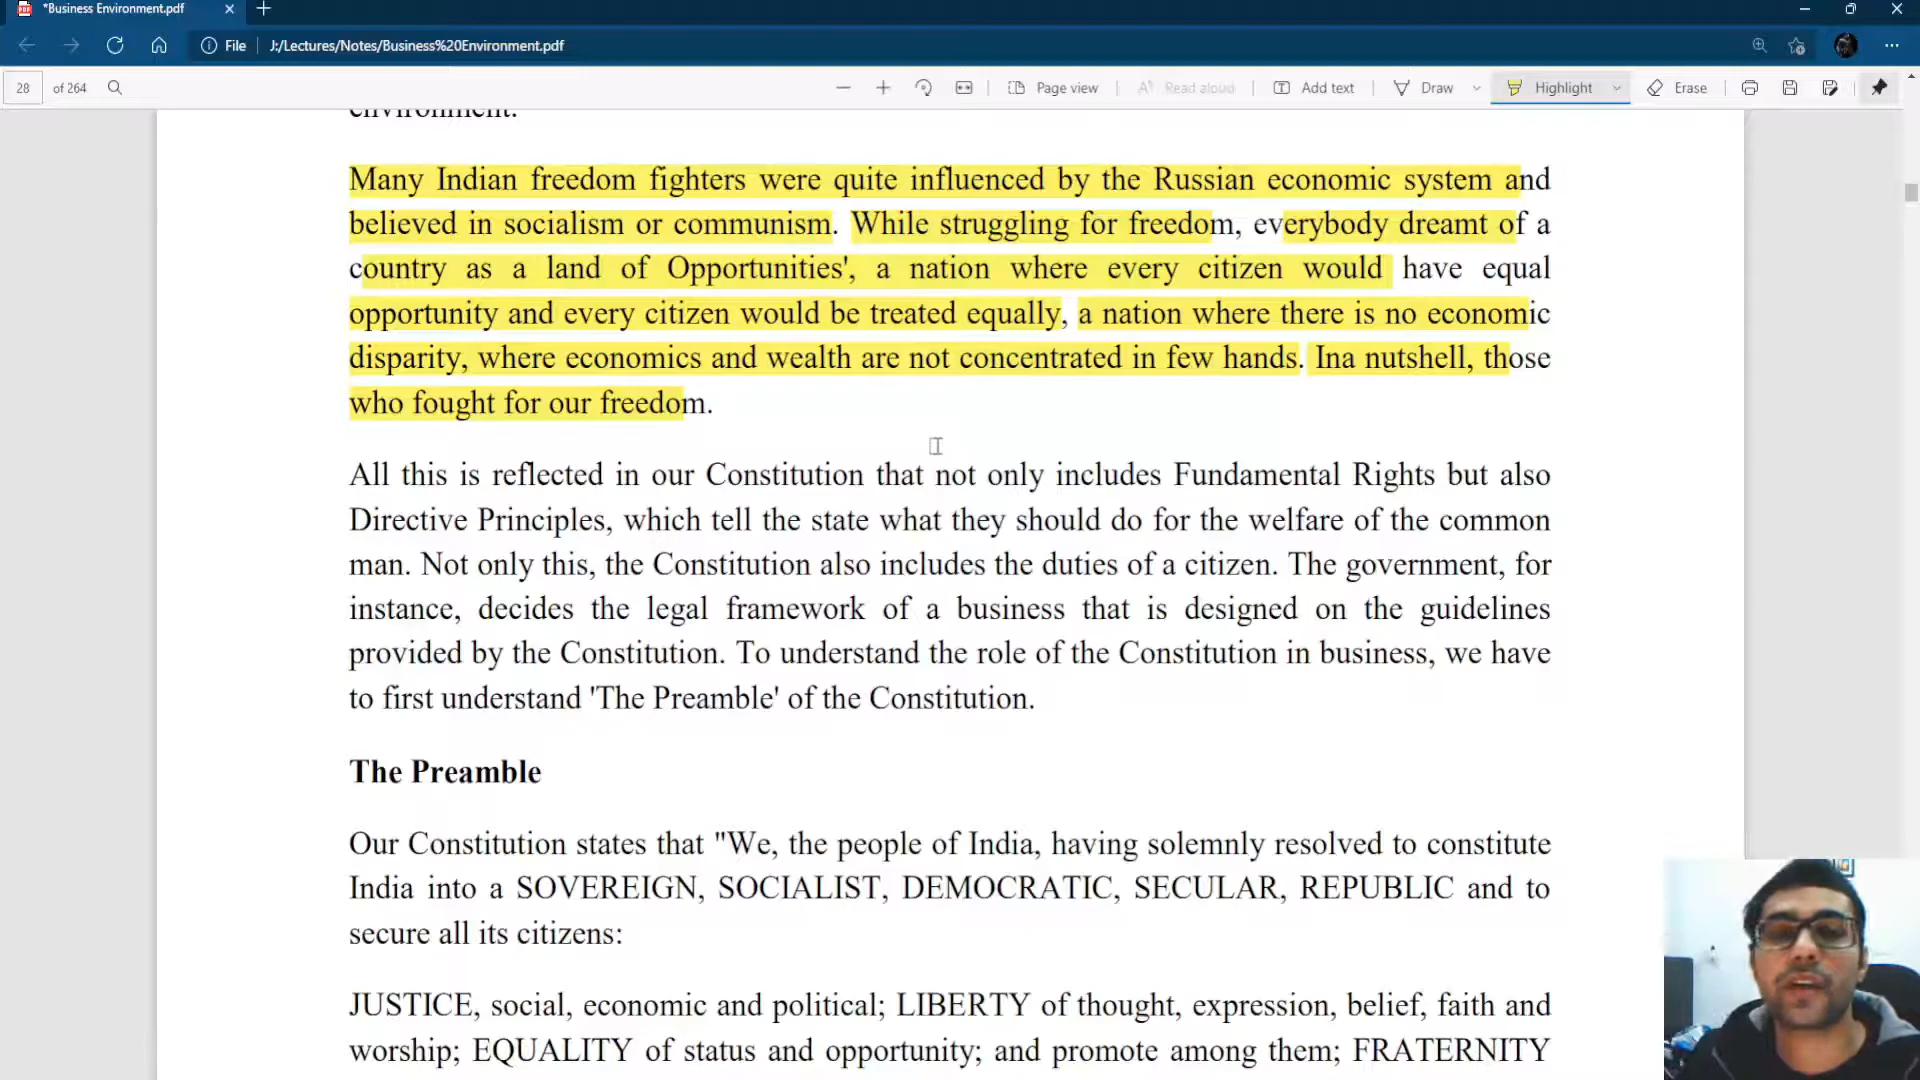 *Business Environment.pdf
File
J:/Lectures/Notes/Business%20Environment.pdf
28 of 264
Page view
Read aloud
Add text
Draw
Highlight
Erase
environment.
Many Indian freedom fighters were quite influenced by the Russian economic system and
believed in socialism or communism. While struggling for freedom, everybody dreamt of a
country as a land of Opportunities', a nation where every citizen would have equal
opportunity and every citizen would be treated equally, a nation where there is no economic
disparity, where economics and wealth are not concentrated in few hands. Ina nutshell, those
who fought for our freedom.
All this is reflected in our Constitution that not only includes Fundamental Rights but also
Directive Principles, which tell the state what they should do for the welfare of the common
man. Not only this, the Constitution also includes the duties of a citizen. The government, for
instance, decides the legal framework of a business that is designed on the guidelines
provided by the Constitution. To understand the role of the Constitution in business, we have
to first understand 'The Preamble' of the Constitution.
The Preamble
Our Constitution states that "We, the people of India, having solemnly resolved to constitute
India into a SOVEREIGN, SOCIALIST, DEMOCRATIC, SECULAR, REPUBLIC and to
secure all its citizens:
JUSTICE, social, economic and political; LIBERTY of thought, expression, belief, faith and
worship; EQUALITY of status and opportunity; and promote among them; FRATERNITY